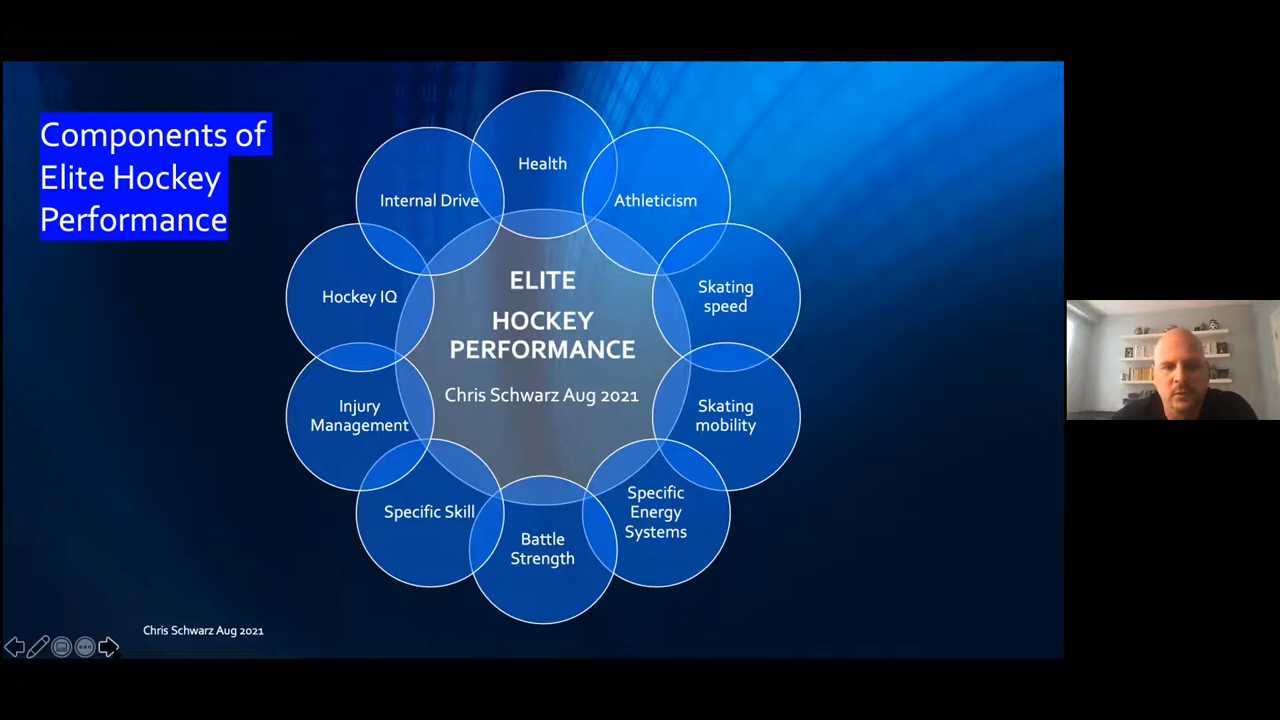 Components of
Elite Hockey
Performance
Health
Athleticism
Skating
speed
Skating
mobility
Specific
Energy
Systems
Battle
Strength
Specific Skill
Injury
Management
Hockey IQ
Internal Drive
ELITE
HOCKEY
PERFORMANCE
Chris Schwarz Aug 2021
Chris Schwarz Aug 2021